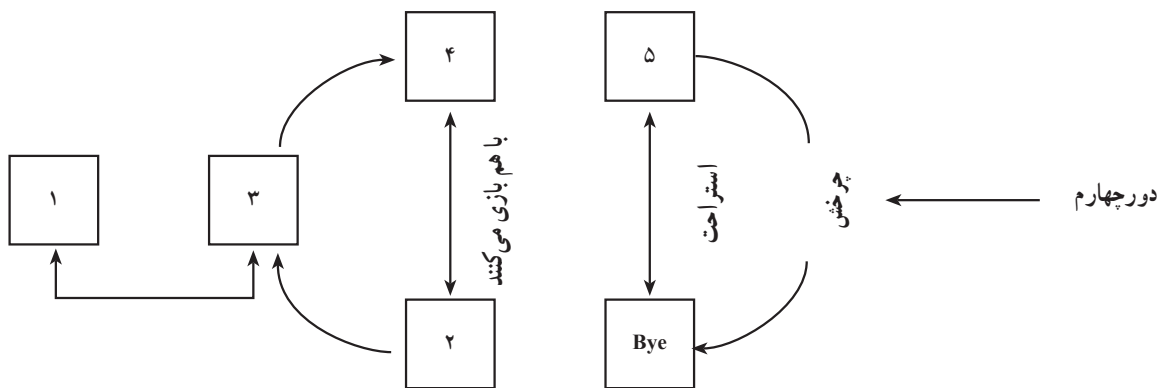 ۵
۴
۳
۱
با هم بازی می‌کنند
استراحت
چرخش
دورچهارم
Bye
۲